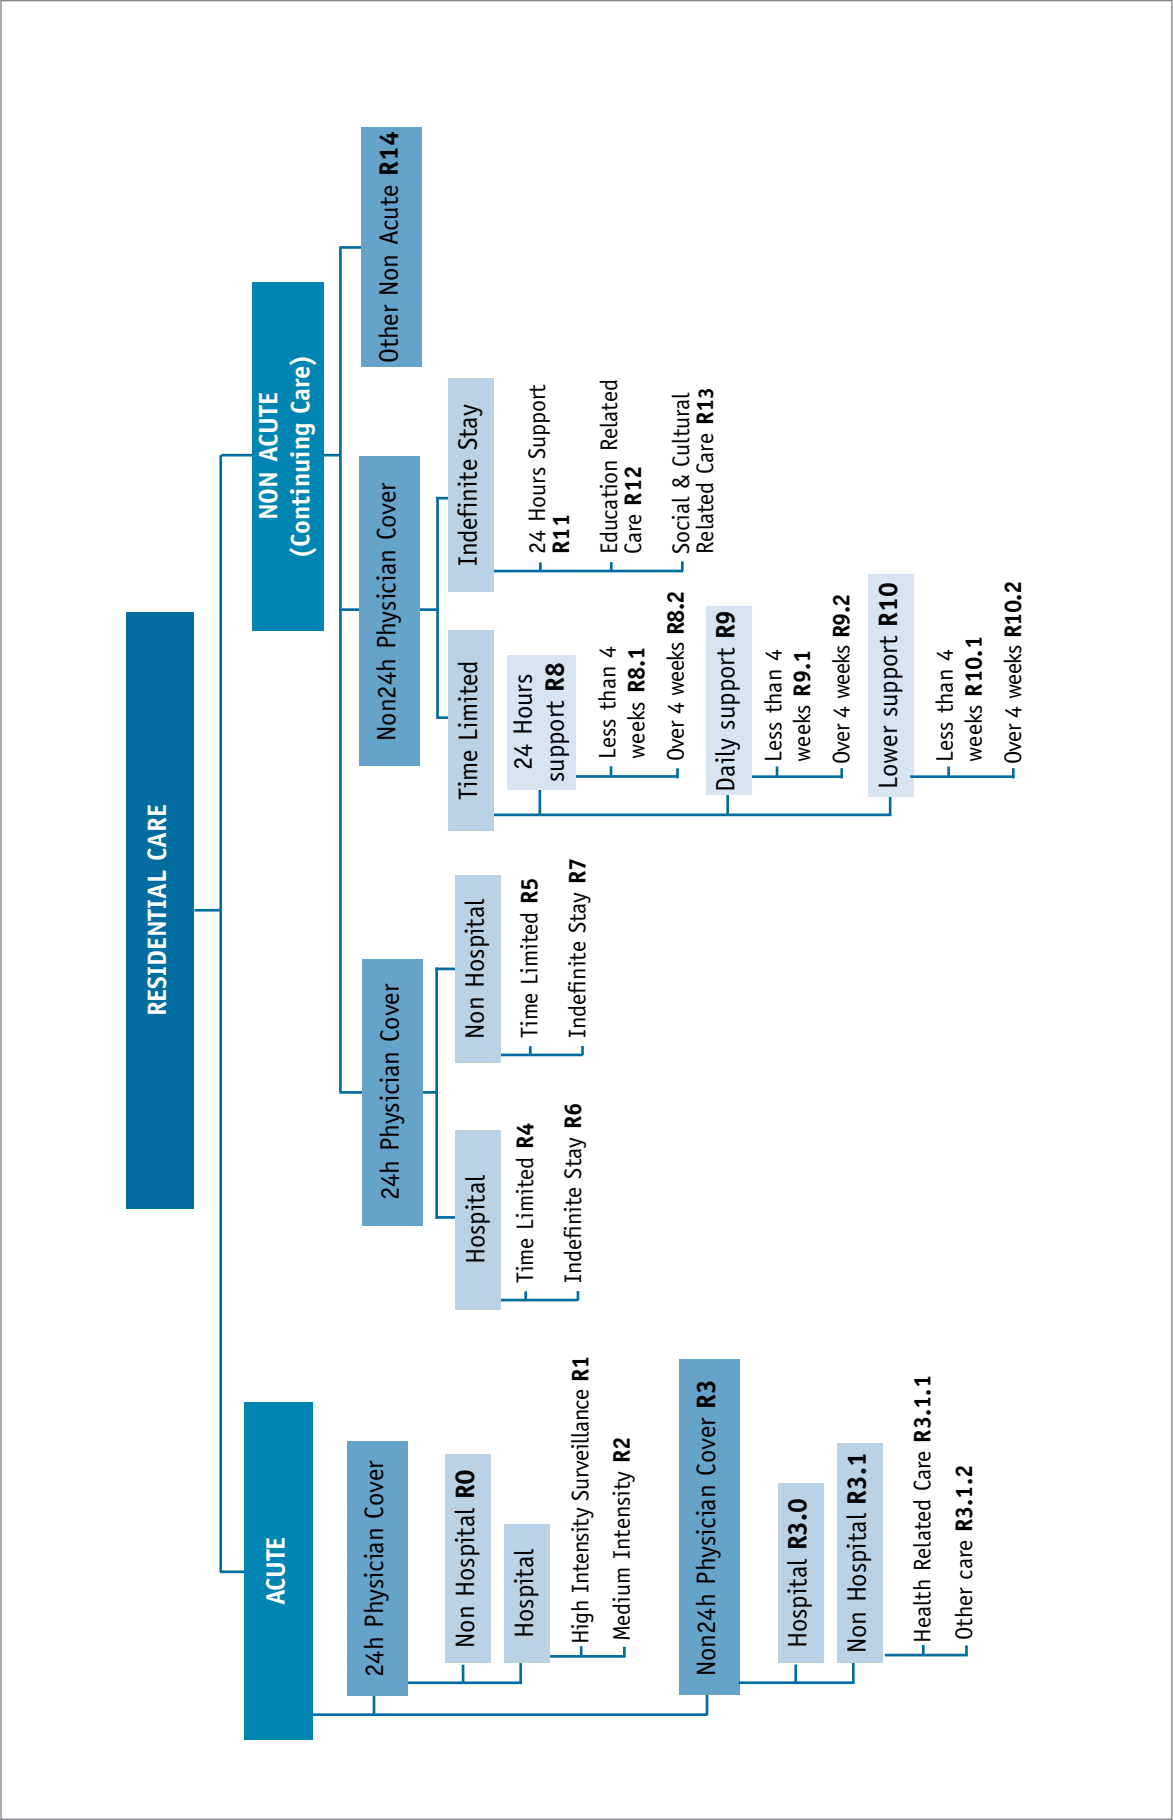 RESIDENTIAL CARE
ACUTE
24h Physician Cover
Non Hospital R0
Hospital
High Intensity Surveillance R1
Medium Intensity R2
Non24h Physician Cover R3
Hospital R3.0
Non Hospital R3.1
Health Related Care R3.1.1
Other care R3.1.2
NON ACUTE
(Continuing Care)
24h Physician Cover
Hospital
Time Limited R4
Indefinite Stay R6
Non Hospital
Time Limited R5
Indefinite Stay R7
Non24h Physician Cover
Time Limited
24 Hours
support R8
Less than 4
weeks R8.1
Over 4 weeks R8.2
Daily support R9
Less than 4
weeks R9.1
Over 4 weeks R9.2
Lower support R10
Less than 4
weeks R10.1
Over 4 weeks R10.2
Indefinite Stay
24 Hours Support
R11
Education Related
Care R12
Social & Cultural
Related Care R13
Other Non Acute R14